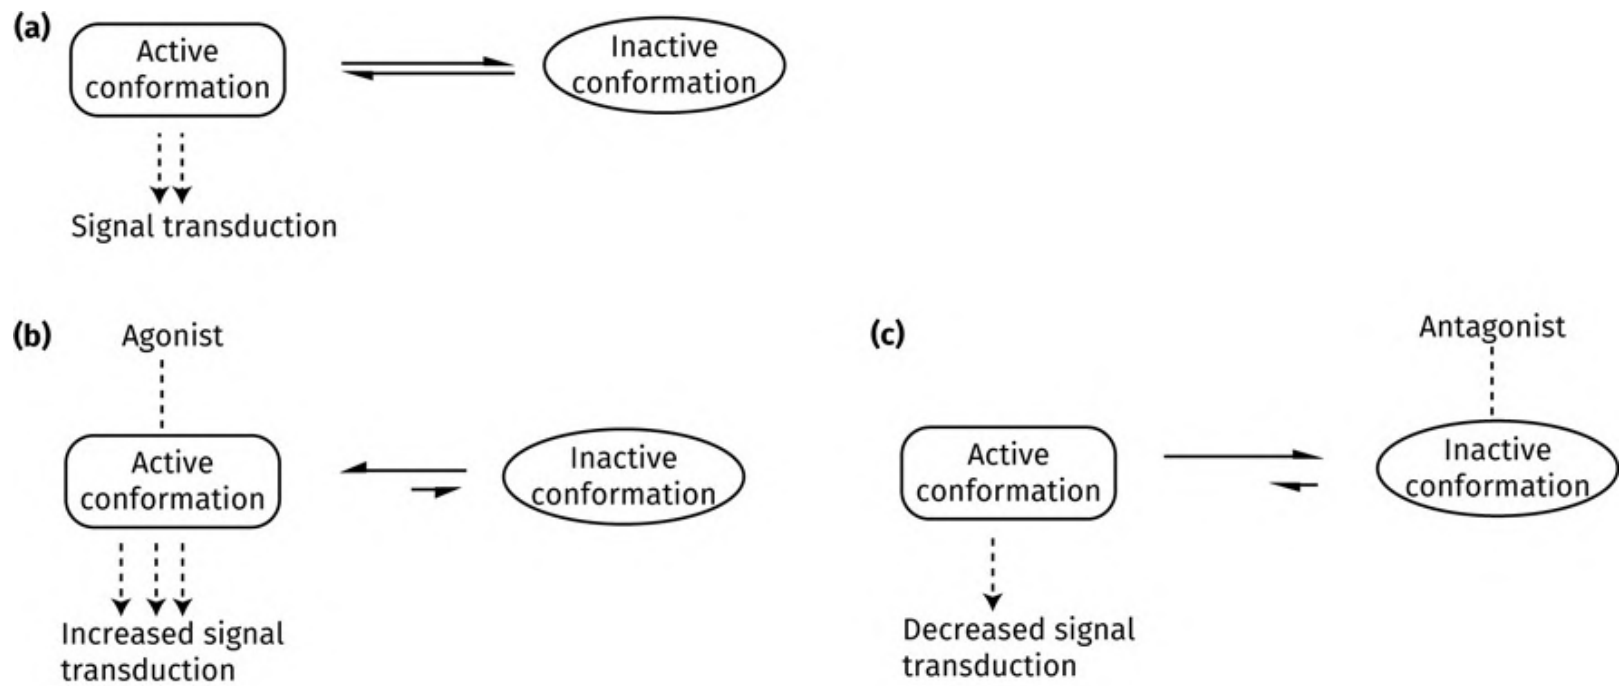 (a)
Active
conformation
Inactive
conformation
Signal transduction
(b)
Agonist
Active
conformation
Inactive
conformation
Increased signal
transduction
(c)
Antagonist
Active
conformation
Inactive
conformation
Decreased signal
transduction